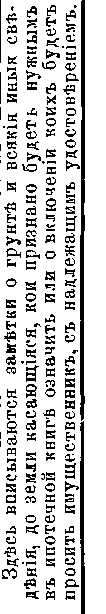 Здѣсь вписываются замѣтки о грунтѣ и всякія иныя свѣ-
дѣнія, до земли касающіяся, кои признано будетъ нужнымъ
въ ипотечной книгѣ означить или о включеніи коихъ будетъ
просить имущественникъ, съ надлежащимъ удостовѣреніемъ.